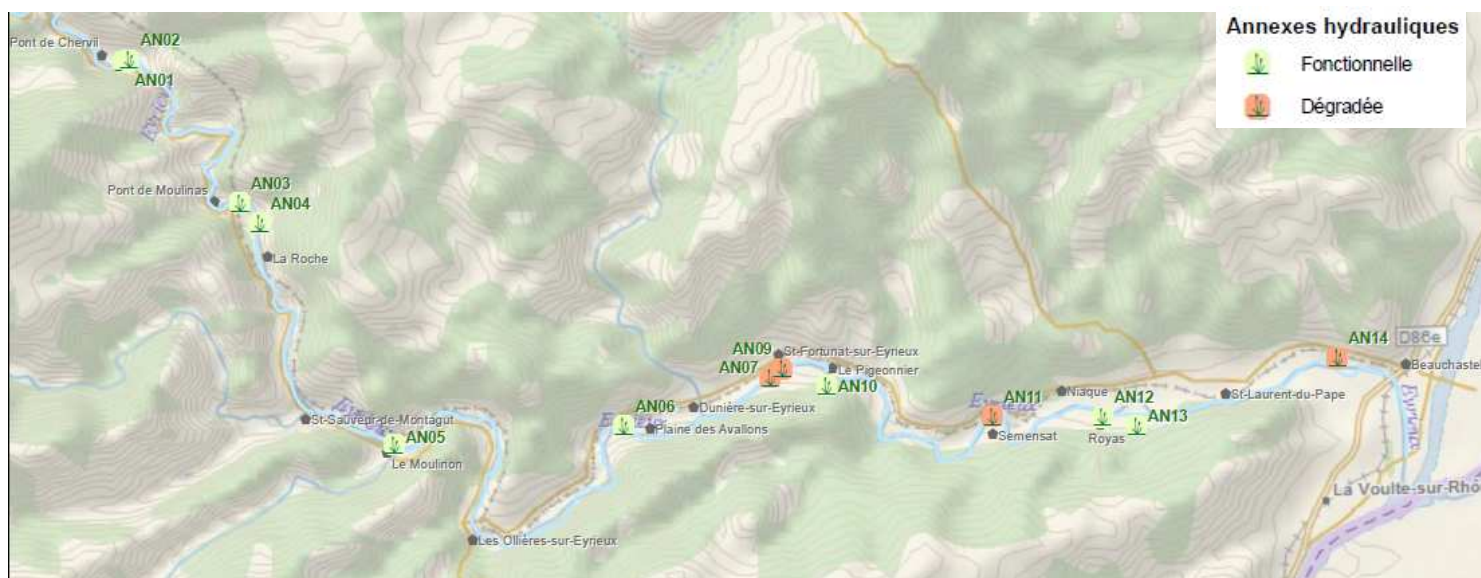 Annexes hydrauliques
Fonctionnelle
Dégradée
Pont de Chervil
AN02
AN01
Eyrieux
AN03
Pont de Moulinas
AN04
La Roche
AN09
St-Fortunat-sur-Eyrieux
AN07
Le Pigeonnier
AN10
AN14
D86e
Beauchastel
Eyrieux
Niaque
St-Laurent-du-Pape
AN11
AN12
AN13
Royas
Semensat
AN06
Dunière-sur-Eyrieux
Plaine des Avallons
St-Sauveur-de-Montagut
AN05
Le Moulinon
Les Ollières-sur-Eyrieux
La Voulte-sur-Rhô